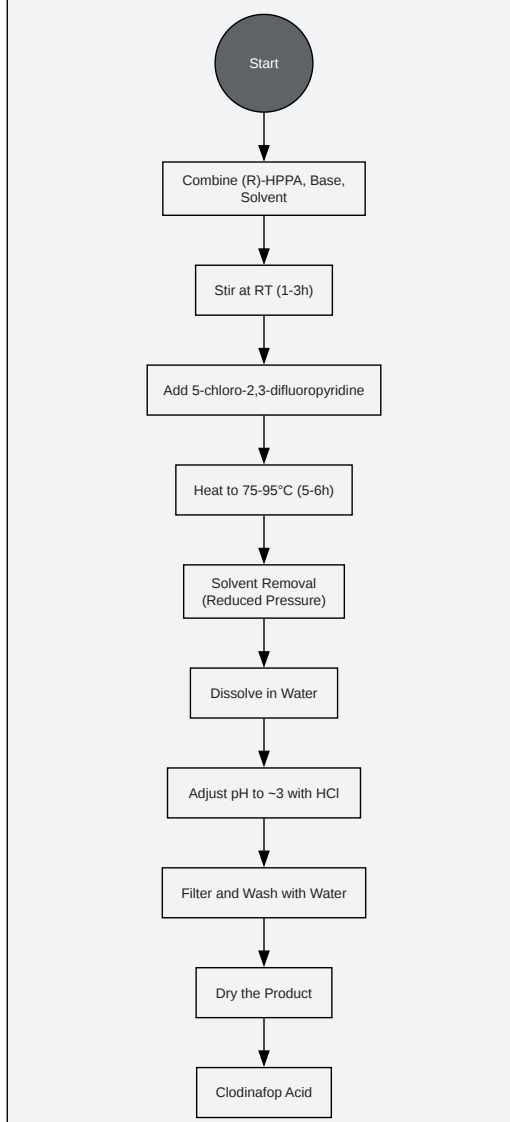 Start
Combine (R)-HPPA, Base,
Solvent
Stir at RT (1-3h)
Add 5-chloro-2,3-difluoropyridine
Heat to 75-95°C (5-6h)
Solvent Removal
(Reduced Pressure)
Dissolve in Water
Adjust pH to ~3 with HCl
Filter and Wash with Water
Dry the Product
Clodinafop Acid